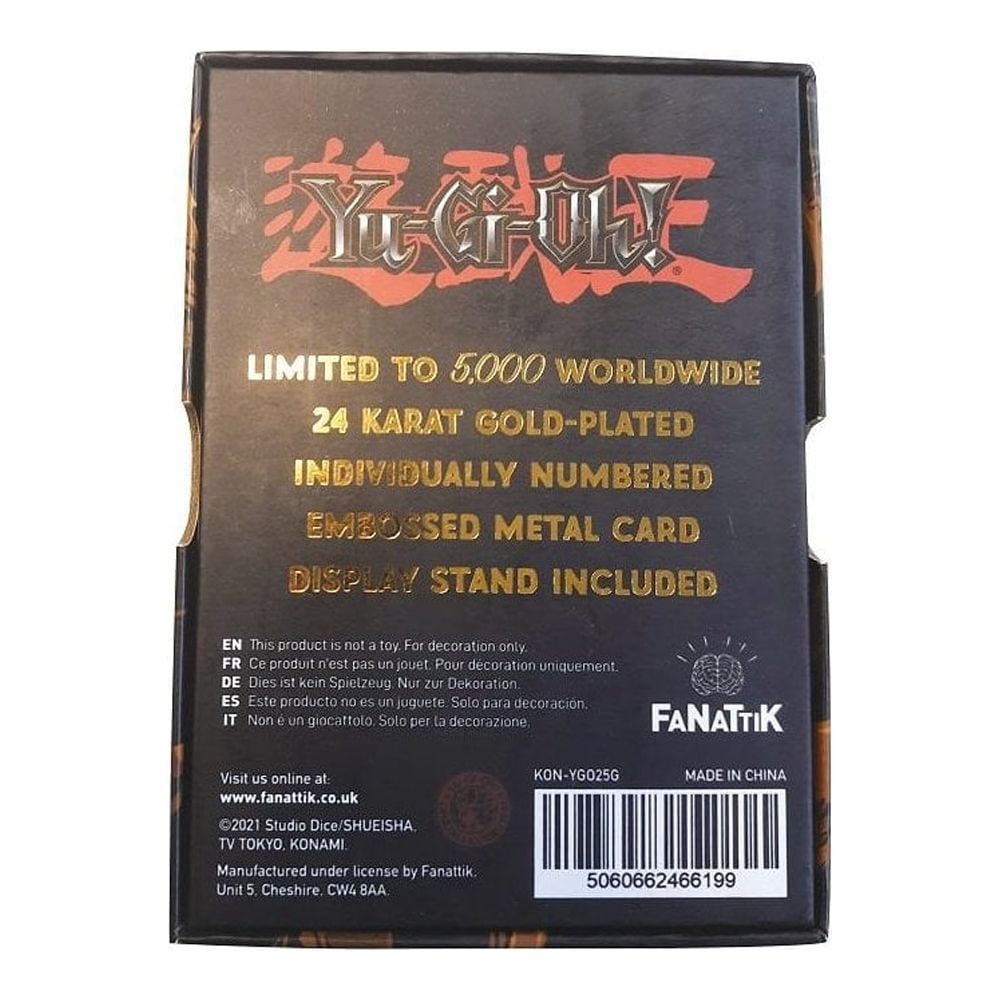 遊戯王
Yu-Gi-Oh!®
LIMITED TO 5,000 WORLDWIDE
24 KARAT GOLD-PLATED
INDIVIDUALLY NUMBERED
EMBOSSED METAL CARD
DISPLAY STAND INCLUDED
EN This product is not a toy. For decoration only.
FR Ce produit n'est pas un jouet. Pour décoration uniquement.
DE Dies ist kein Spielzeug. Nur zur Dekoration.
ES Este producto no es un juguete. Solo para decoración.
IT Non é un giocattolo. Solo per la decorazione.
FANATTIK
Visit us online at:
www.fanattik.co.uk
©2021 Studio Dice/SHUEISHA,
TV TOKYO, KONAMI.
Manufactured under license by Fanattik.
Unit 5, Cheshire, CW4 8AA.
KON-YGO25G MADE IN CHINA
5060662466199